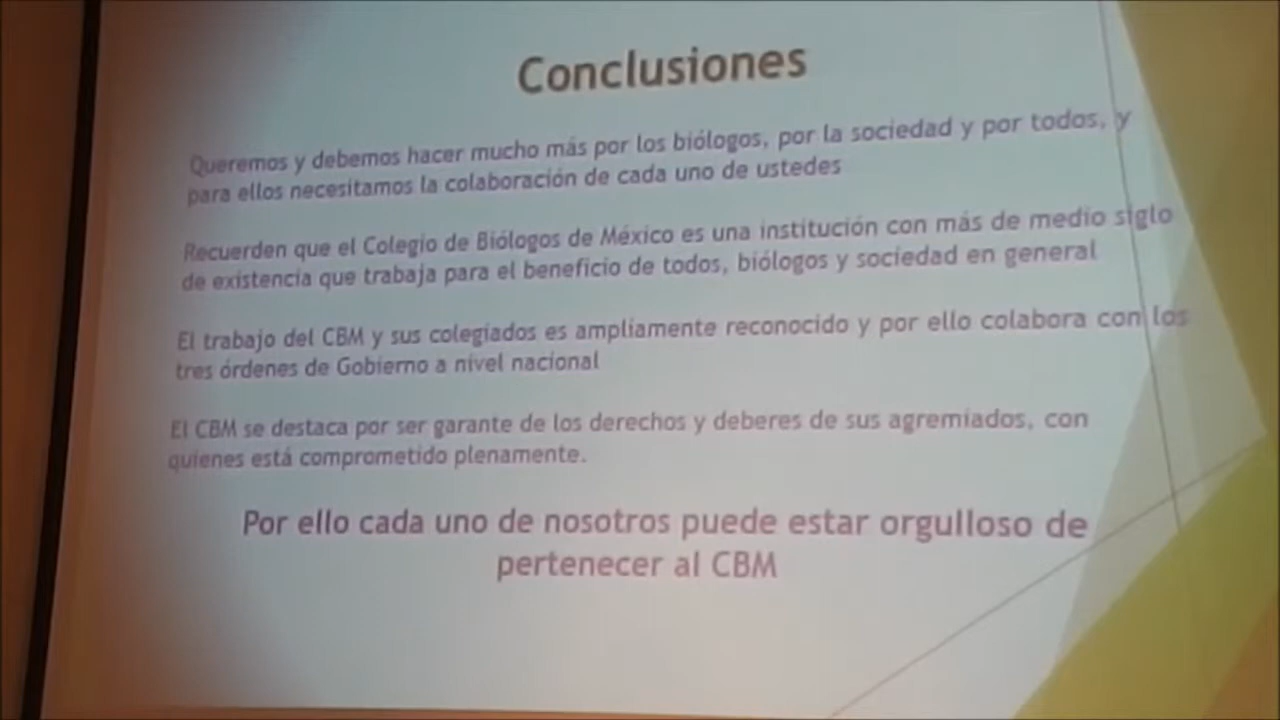 Conclusiones
Queremos y debemos hacer mucho más por los biólogos, por la sociedad y por todos, y
para ellos necesitamos la colaboración de cada uno de ustedes
Recuerden que el Colegio de Biólogos de México es una institución con más de medio siglo
de existencia que trabaja para el beneficio de todos, biólogos y sociedad en general
El trabajo del CBM y sus colegiados es ampliamente reconocido y por ello colabora con los
tres órdenes de Gobierno a nivel nacional
El CBM se destaca por ser garante de los derechos y deberes de sus agremiados, con
quienes está comprometido plenamente.
Por ello cada uno de nosotros puede estar orgulloso de
pertenecer al CBM